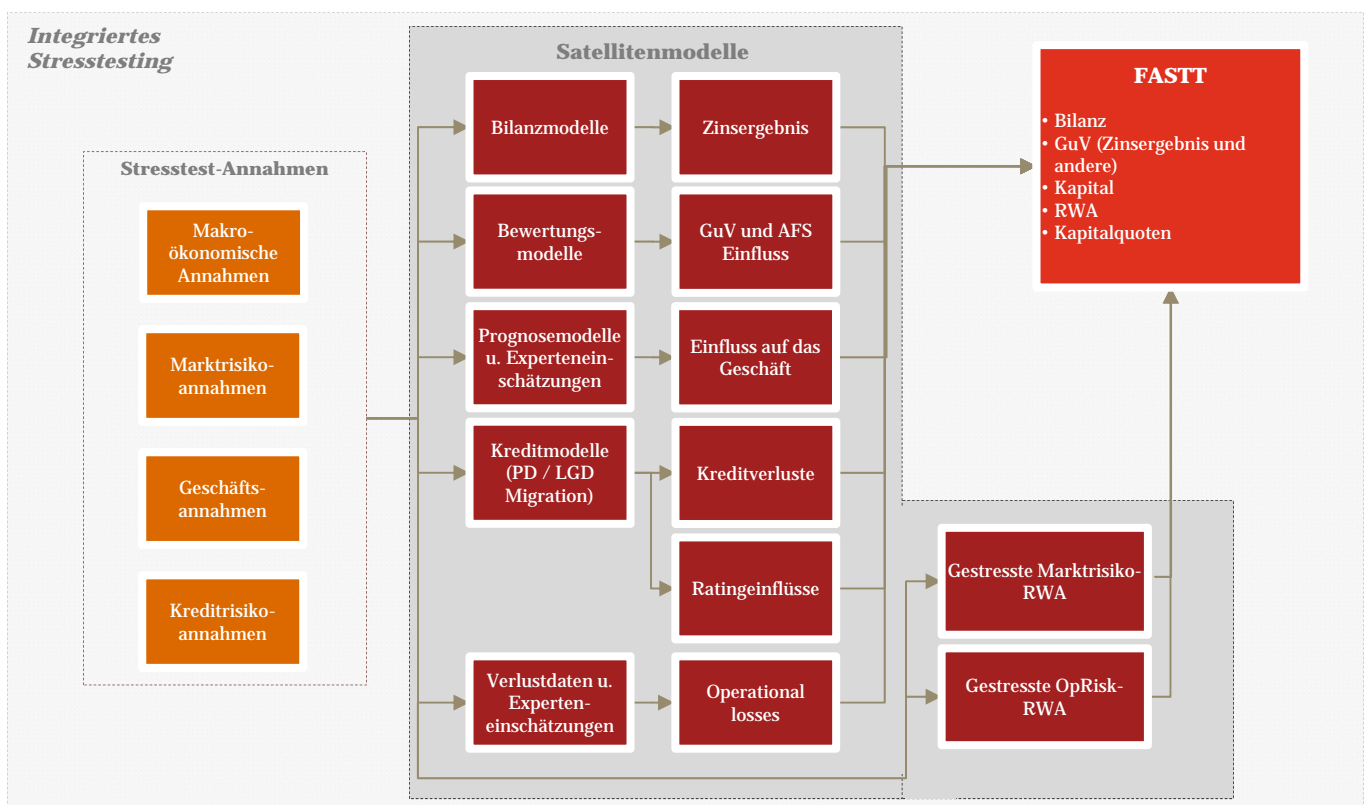 Integriertes
Stresstesting
Stresstest-Annahmen
Makro-
ökonomische
Annahmen
Marktrisiko-
annahmen
Geschäfts-
annahmen
Kreditrisiko-
annahmen
Satellitenmodelle
Bilanzmodelle
Zinsergebnis
Bewertungs-
modelle
GuV und AFS
Einfluss
Prognosemodelle
u. Expertenein-
schätzungen
Einfluss auf das
Geschäft
Kreditmodelle
(PD / LGD
Migration)
Kreditverluste
Ratingeinflüsse
Verlustdaten u.
Experten-
einschätzungen
Operational
losses
Gestresste Marktrisiko-
RWA
Gestresste OpRisk-
RWA
FASTT
• Bilanz
• GuV (Zinsergebnis und
andere)
• Kapital
• RWA
• Kapitalquoten